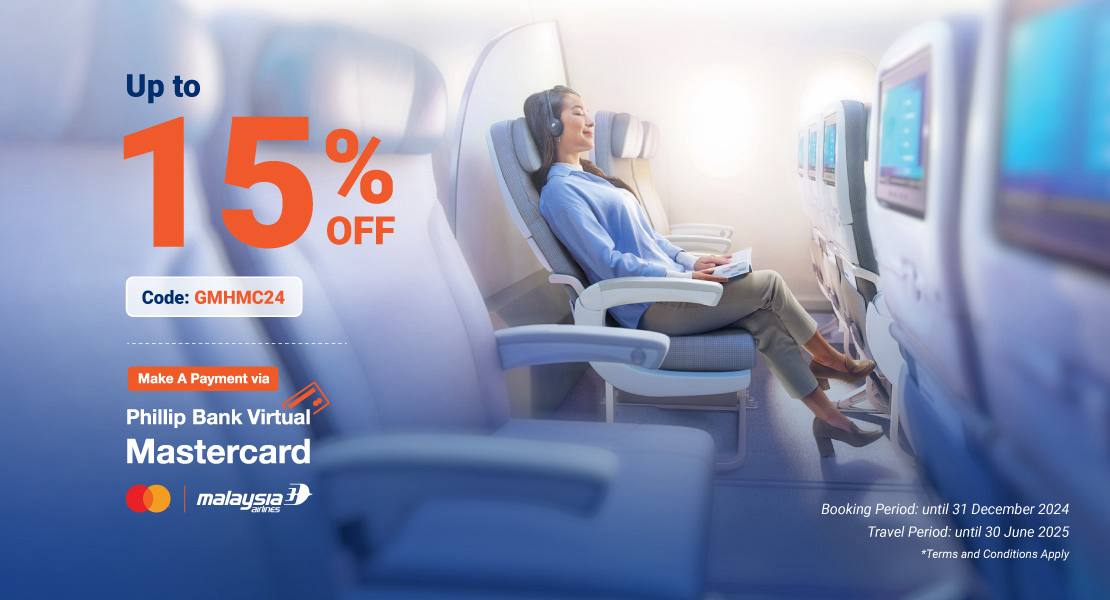 Up to
15%
OFF
Code: GMHMC24
Make A Payment via
Phillip Bank Virtual
Mastercard
malaysia
airlines
Booking Period: until 31 December 2024
Travel Period: until 30 June 2025
*Terms and Conditions Apply